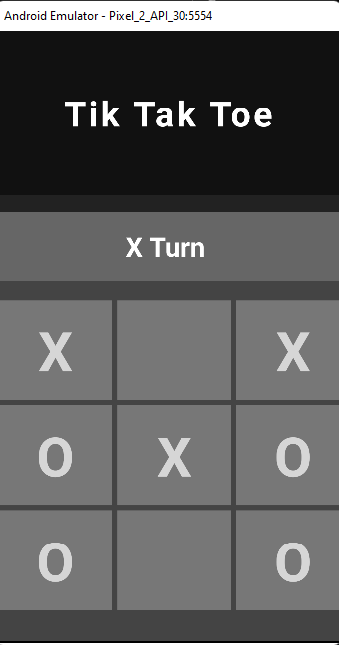 Android Emulator - Pixel_2_API_30:5554
Tik Tak Toe
X Turn
X X
O X O
O O